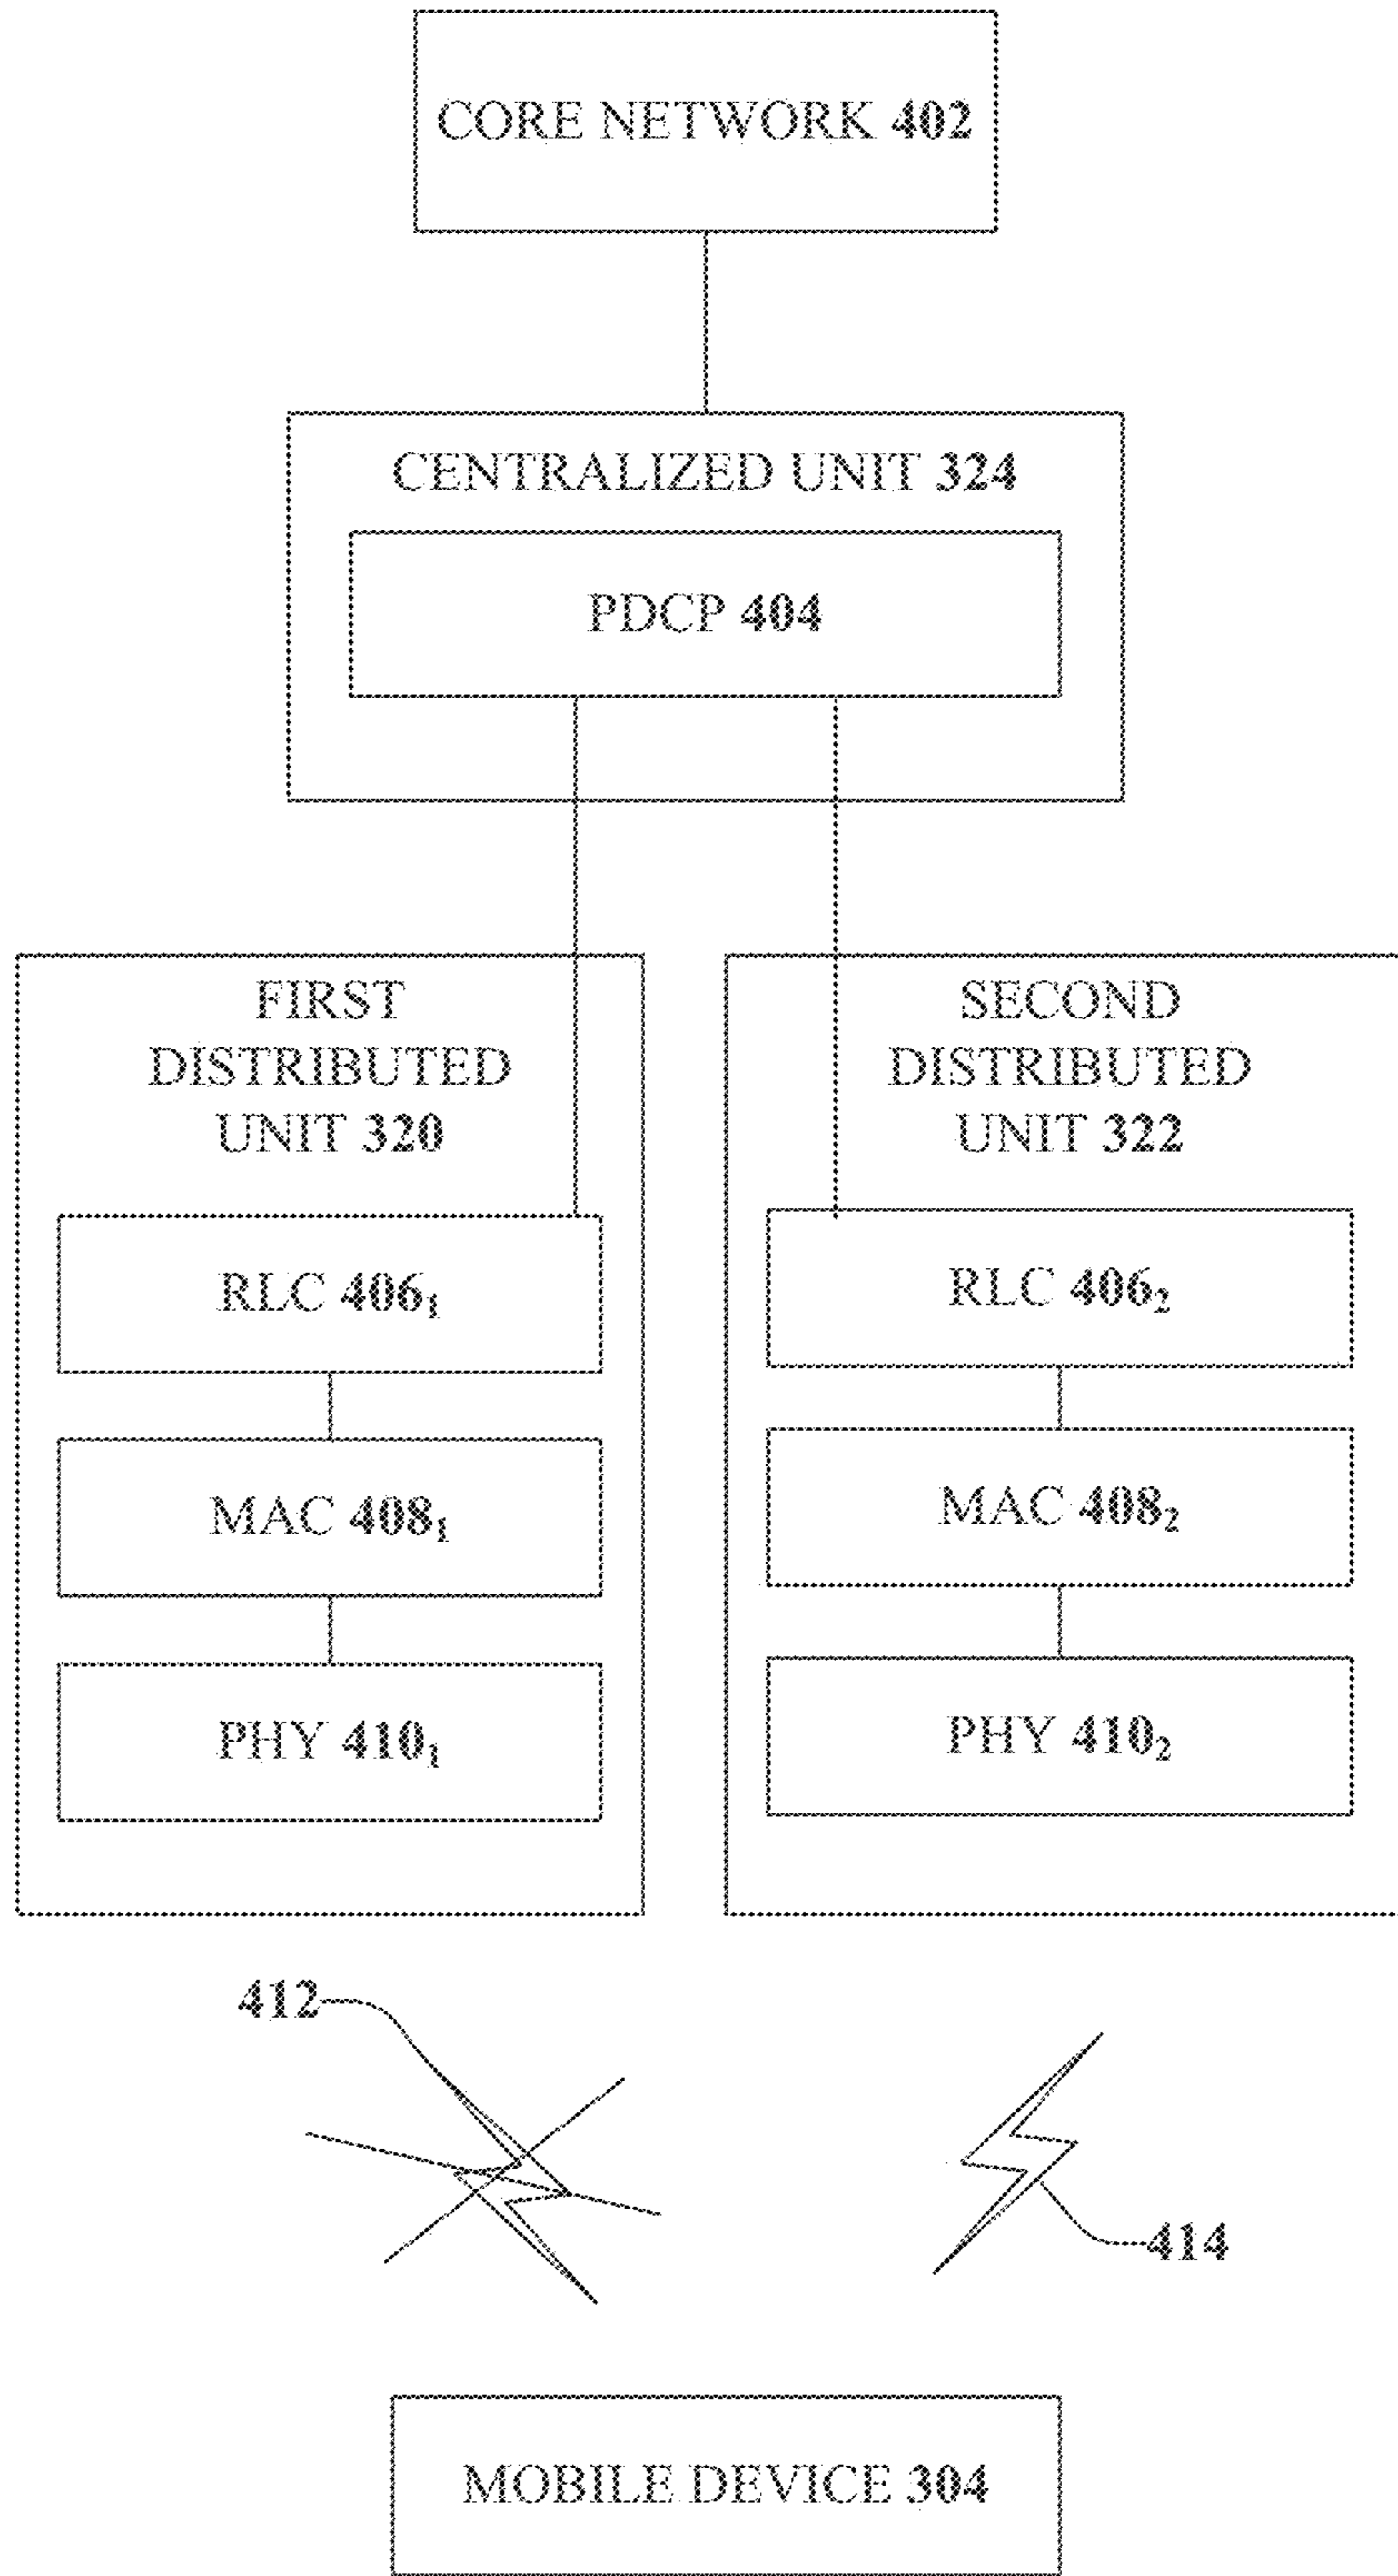 CORE NETWORK 402
CENTRALIZED UNIT 324
PDCP 404
FIRST
DISTRIBUTED
UNIT 320
RLC 406₁
MAC 408₁
PHY 410₁
SECOND
DISTRIBUTED
UNIT 322
RLC 406₂
MAC 408₂
PHY 410₂
412
414
MOBILE DEVICE 304